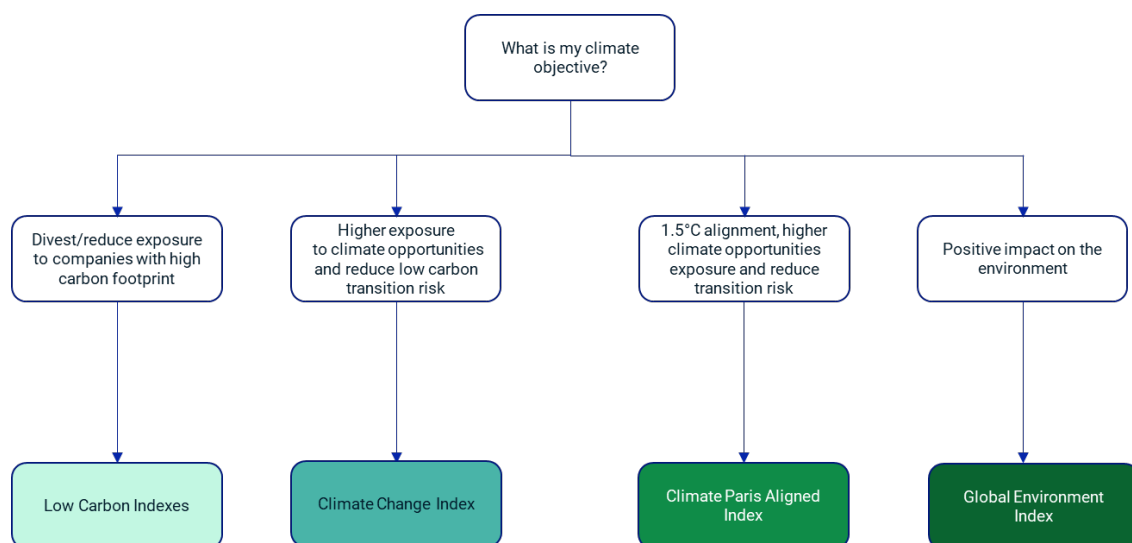 What is my climate
objective?
Divest/reduce exposure
to companies with high
carbon footprint
Higher exposure
to climate opportunities
and reduce low carbon
transition risk
1.5°C alignment, higher
climate opportunities
exposure and reduce
transition risk
Positive impact on the
environment
Low Carbon Indexes
Climate Change Index
Climate Paris Aligned
Index
Global Environment
Index